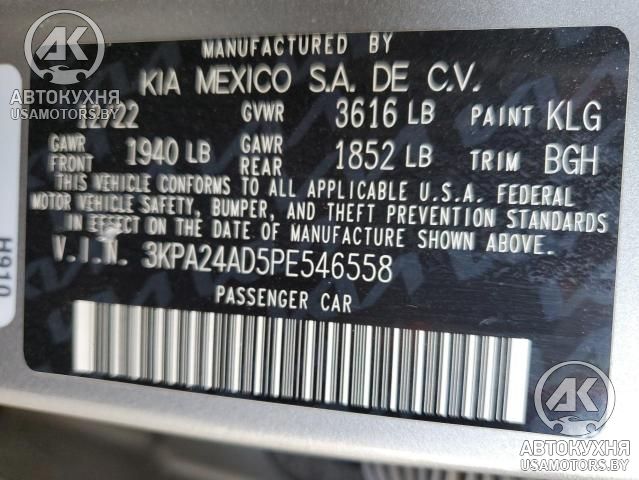 MANUFACTURED BY
KIA MEXICO S.A. DE C.V.
12/22 GVWR 3616 LB PAINT KLG
GAWR FRONT 1940 LB GAWR REAR 1852 LB TRIM BGH
THIS VEHICLE CONFORMS TO ALL APPLICABLE U.S.A. FEDERAL
MOTOR VEHICLE SAFETY, BUMPER, AND THEFT PREVENTION STANDARDS
IN EFFECT ON THE DATE OF MANUFACTURE SHOWN ABOVE.
V.I.N. 3KPA24AD5PE546558
PASSENGER CAR
H910
AK
АВТОКУХНЯ
USAMOTORS.BY
AK
АВТОКУХНЯ
USAMOTORS.BY